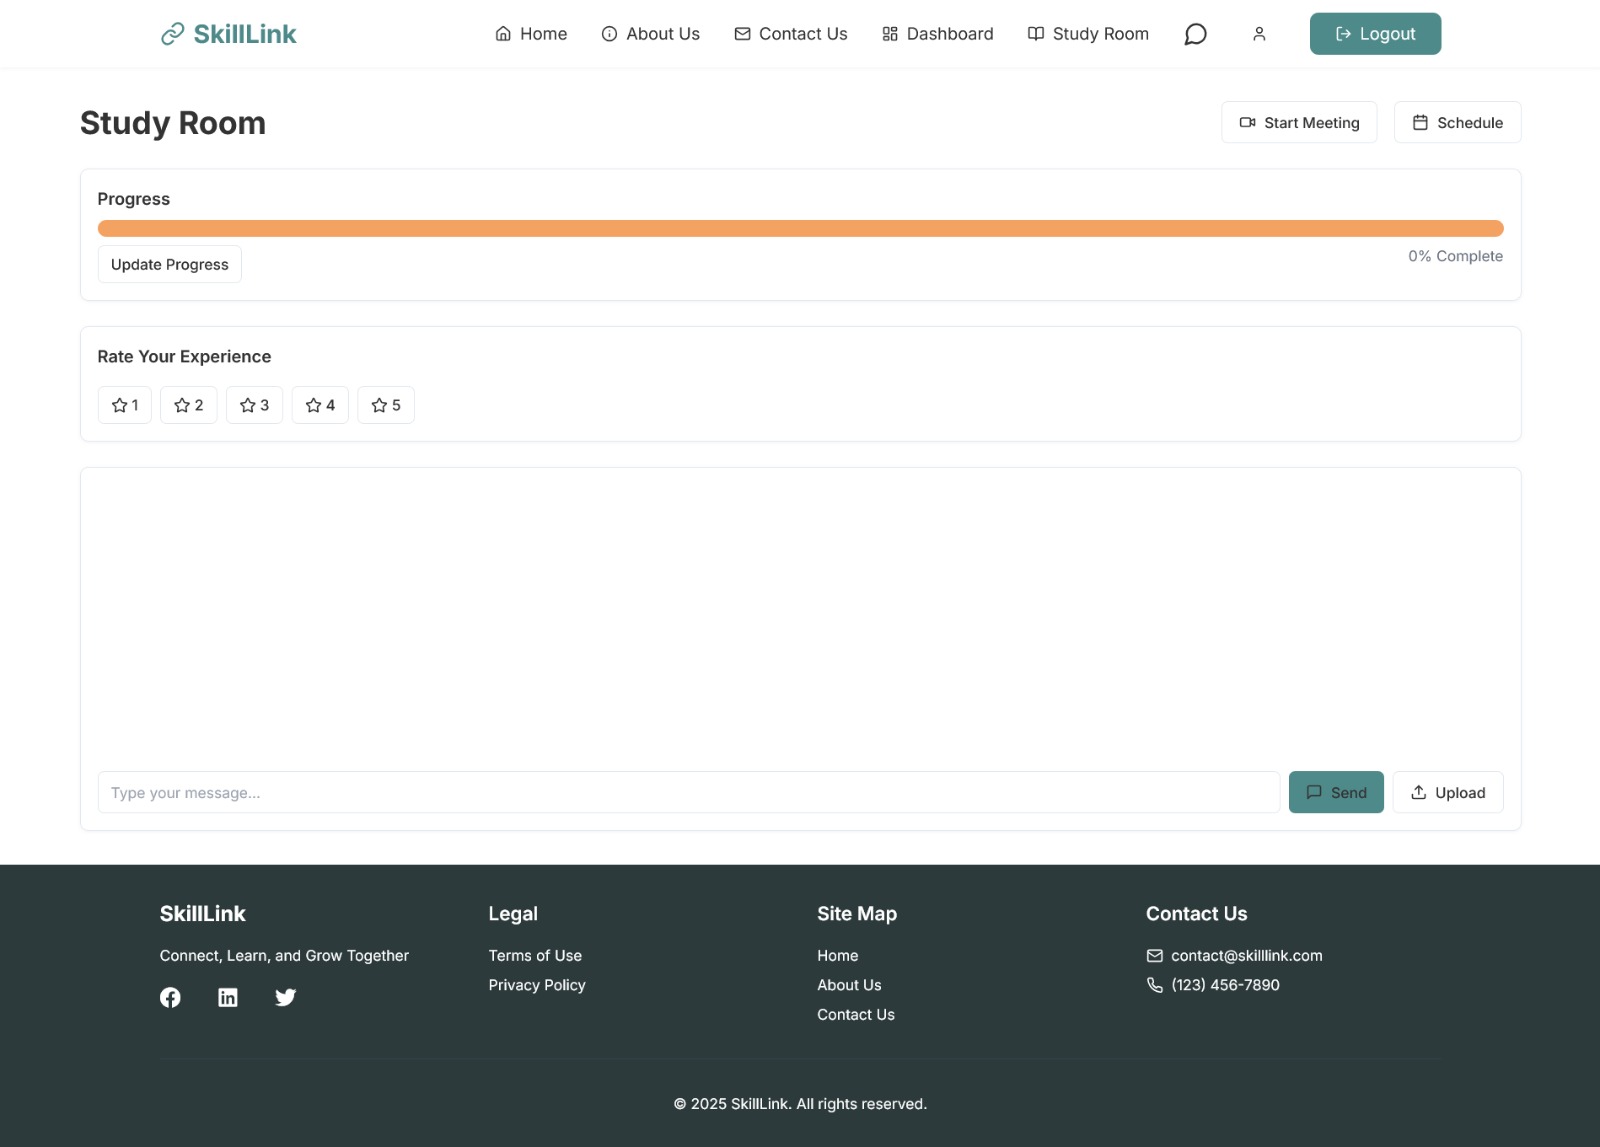 SkillLink
Home
About Us
Contact Us
Dashboard
Study Room
Logout
Study Room
Start Meeting
Schedule
Progress
Update Progress
0% Complete
Rate Your Experience
1
2
3
4
5
Type your message...
Send
Upload
SkillLink
Connect, Learn, and Grow Together
Legal
Terms of Use
Privacy Policy
Site Map
Home
About Us
Contact Us
Contact Us
contact@skilllink.com
(123) 456-7890
© 2025 SkillLink. All rights reserved.